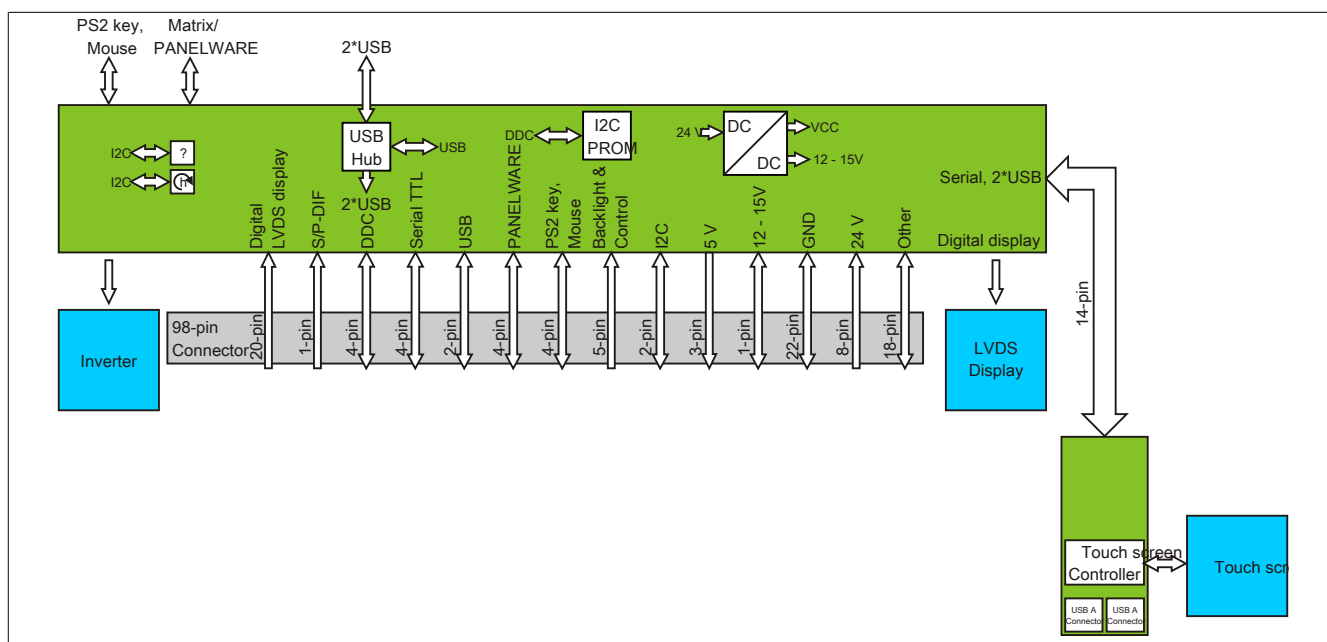 PS2 key,
Mouse
Matrix/
PANELWARE
2*USB
I2C
?
I2C
h
USB
Hub
USB
2*USB
DDC
I2C
PROM
24 V
DC
DC
VCC
12 - 15V
Serial, 2*USB
Digital display
Digital
LVDS display
S/P-DIF
DDC
Serial TTL
USB
PANELWARE
PS2 key,
Mouse
Backlight &
Control
I2C
5 V
12 - 15V
GND
24 V
Other
98-pin
Connector
20-pin
1-pin
4-pin
4-pin
2-pin
4-pin
4-pin
5-pin
2-pin
3-pin
1-pin
22-pin
8-pin
18-pin
Inverter
LVDS
Display
14-pin
Touch screen
Controller
Touch scr
USB A
Connector
USB A
Connector